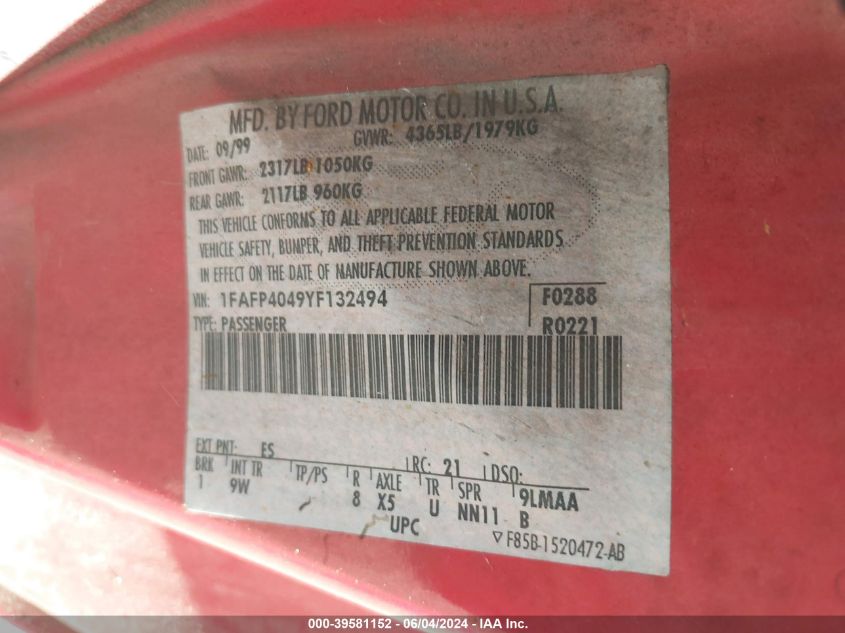 MFD. BY FORD MOTOR CO. IN U.S.A.
DATE: 09/99 GVWR: 4365LB/1979KG
FRONT GAWR: 2317LB 1050KG
REAR GAWR: 2117LB 960KG
THIS VEHICLE CONFORMS TO ALL APPLICABLE FEDERAL MOTOR
VEHICLE SAFETY, BUMPER, AND THEFT PREVENTION STANDARDS
IN EFFECT ON THE DATE OF MANUFACTURE SHOWN ABOVE.
VIN: 1FAFP4049YF132494 F0288
TYPE: PASSENGER R0221
EXT PNT: ES RC: 21 DSO:
BRK INT TR TP/PS R AXLE TR SPR 9LMAA
1 9W 8 X5 U NN11 B
UPC
▽F85B-1520472-AB
000-39581152 - 06/04/2024 - IAA Inc.